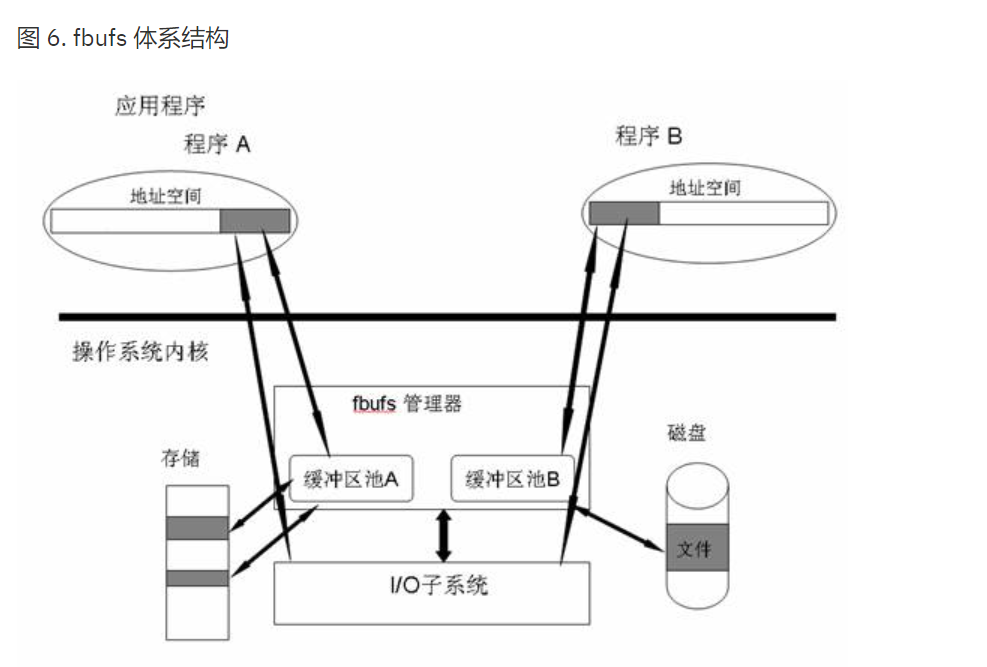 图 6. fbufs 体系结构
应用程序
程序 A
程序 B
地址空间
地址空间
操作系统内核
fbufs 管理器
磁盘
存储
缓冲区池A
缓冲区池B
文件
I/O子系统